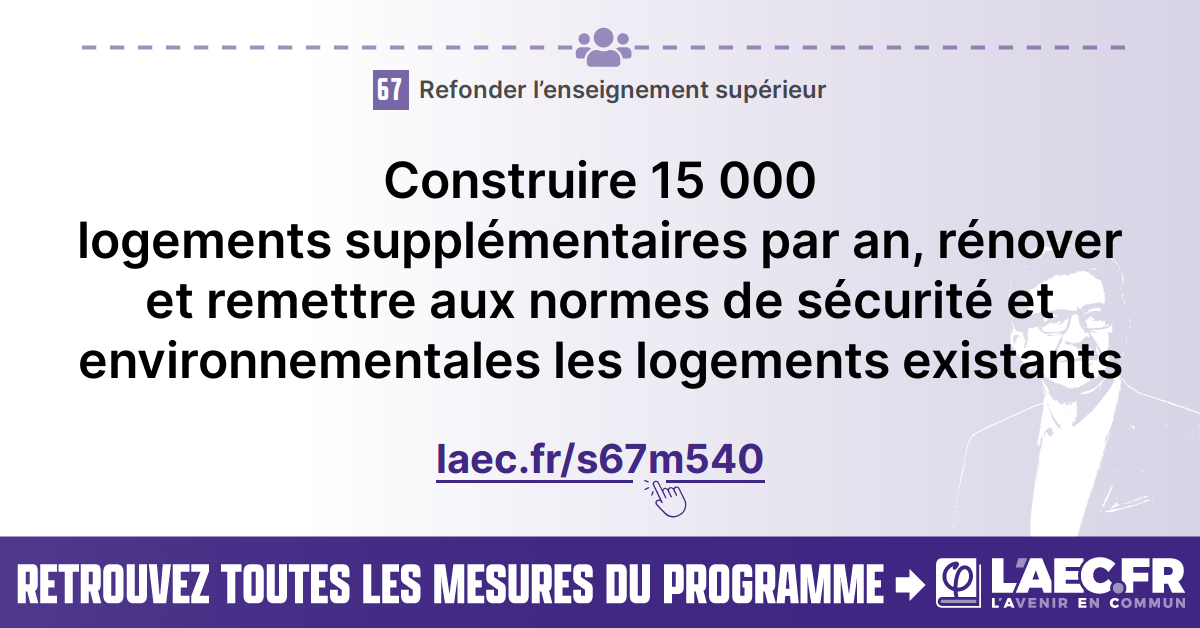 67 Refonder l’enseignement supérieur
Construire 15 000
logements supplémentaires par an, rénover
et remettre aux normes de sécurité et
environnementales les logements existants
laec.fr/s67m540
RETROUVEZ TOUTES LES MESURES DU PROGRAMME → φ L'AEC.FR
L'AVENIR EN COMMUN